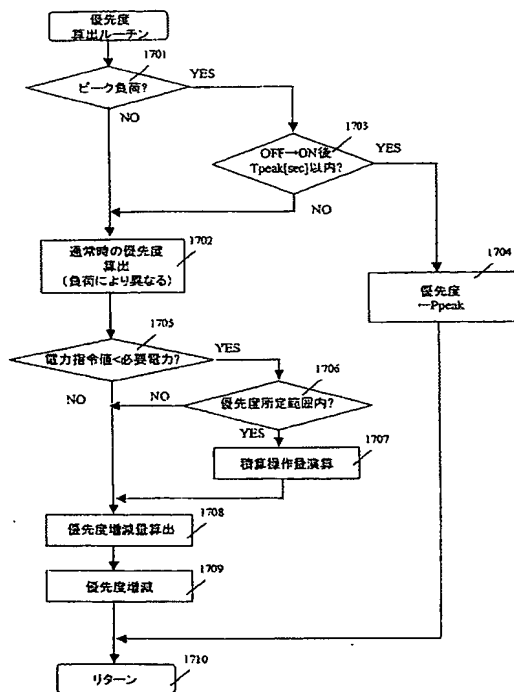 優先度
算出ルーチン
1701
ピーク負荷?
YES
NO
1703
OFF→ON後
Tpeak[sec]以内?
YES
NO
通常時の優先度
算出
(負荷により異なる)
1702
1704
優先度
←Ppeak
1705
電力指令値<必要電力?
YES
NO
1706
優先度所定範囲内?
NO
YES
1707
積算操作量演算
1708
優先度増減量算出
1709
優先度増減
リターン
1710